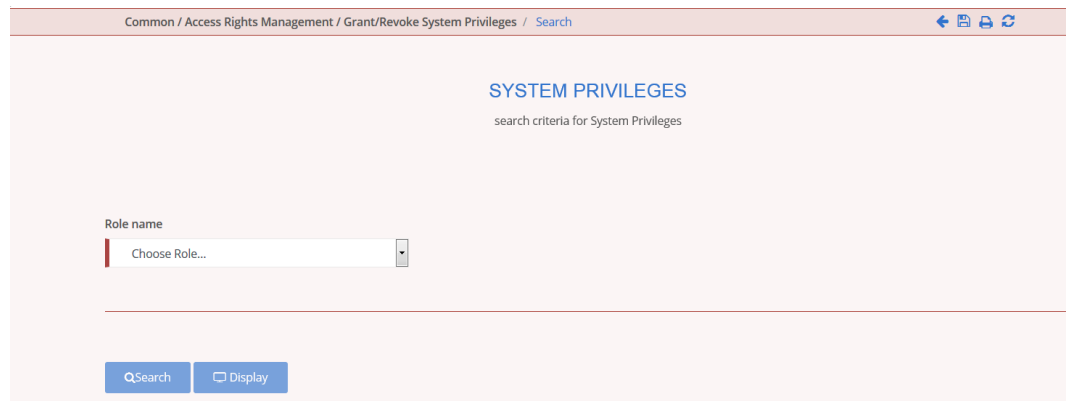 Common / Access Rights Management / Grant/Revoke System Privileges / Search
SYSTEM PRIVILEGES
search criteria for System Privileges
Role name
Choose Role...
Search Display